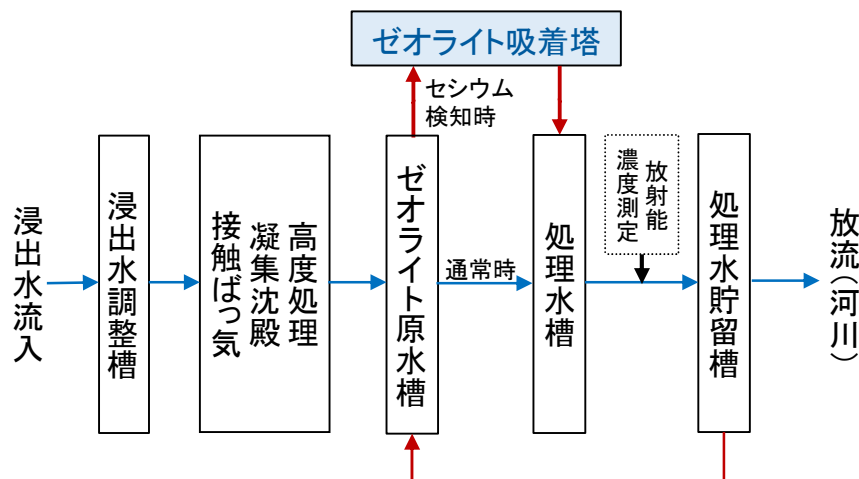 ゼオライト吸着塔
セシウム
検知時
浸出水流入
浸出水調整槽
高度処理
凝集沈殿
接触ばっ気
ゼオライト原水槽
通常時
処理水槽
放射能
濃度測定
処理水貯留槽
放流(河川)